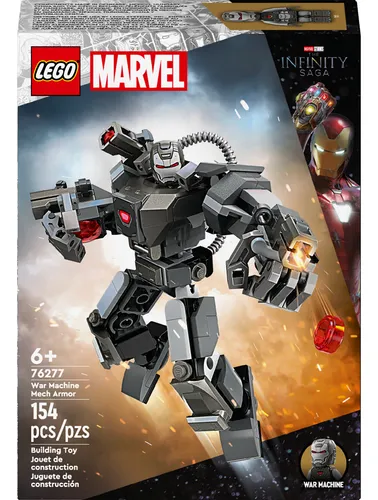 LEGO
MARVEL
MARVEL
THE
INFINITY
SAGA
6+
76277
War Machine
Mech Armor
154
pcs/pzs
Building Toy
Jouet de
construction
Juguete de
construcción
WAR MACHINE